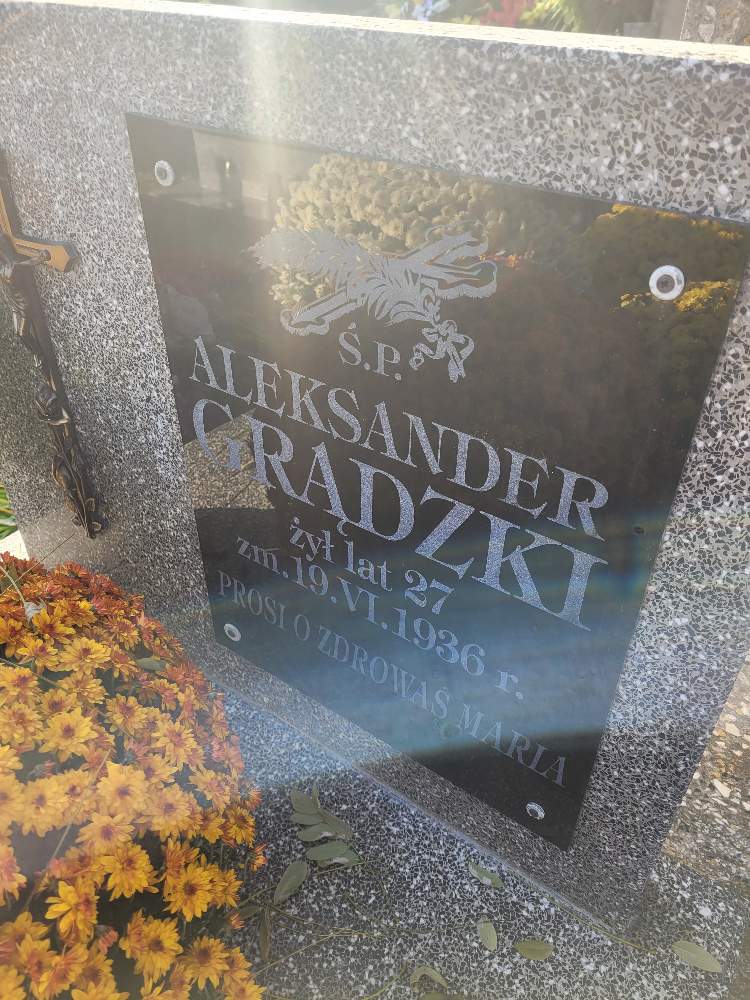 Ś.P.
ALEKSANDER
GRĄDZKI
żył lat 27
zm.19.VI.1936 r.
PROSI O ZDROWAŚ MARIA